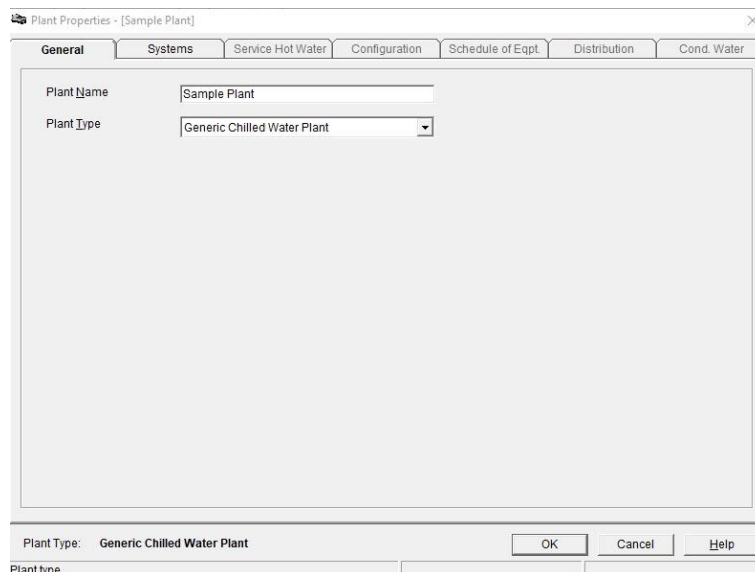 Plant Properties - [Sample Plant]
General Systems Service Hot Water Configuration Schedule of Eqpt. Distribution Cond. Water
Plant Name Sample Plant
Plant Type Generic Chilled Water Plant
Plant Type: Generic Chilled Water Plant OK Cancel Help
Plant type